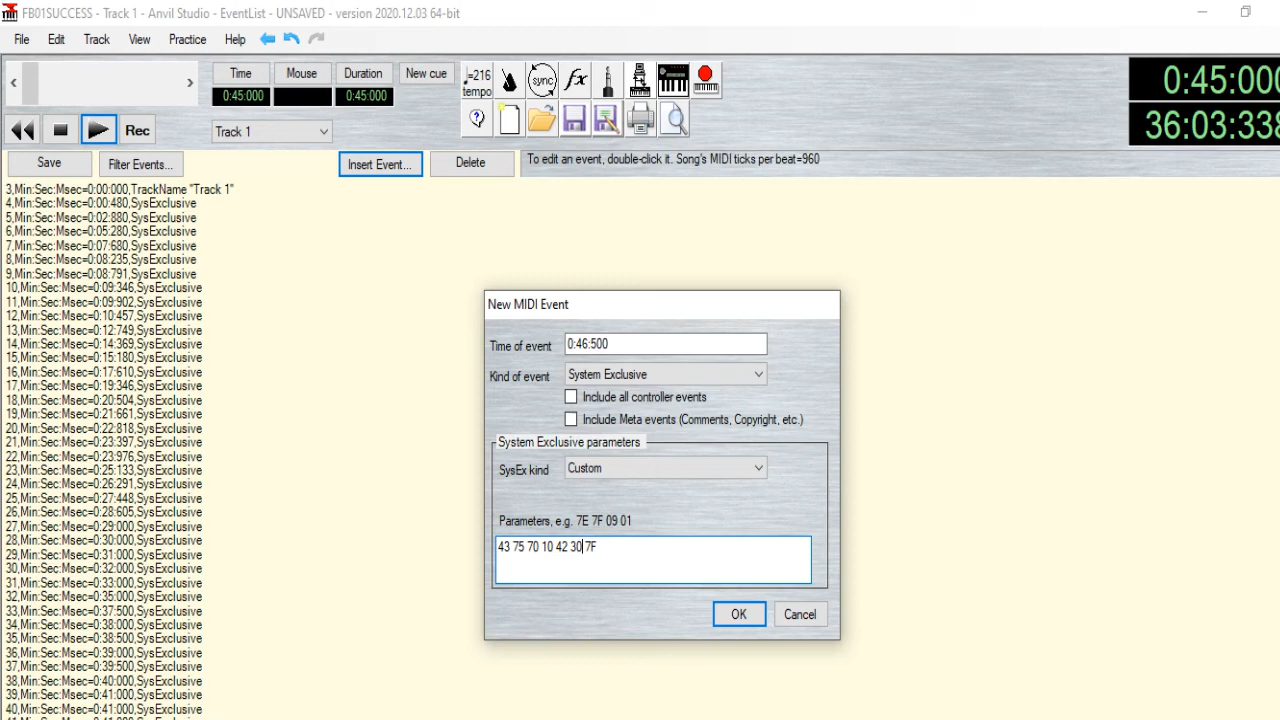 FB01SUCCESS - Track 1 - Anvil Studio - EventList - UNSAVED - version 2020.12.03 64-bit
File Edit Track View Practice Help
Time Mouse Duration New cue
0:45:000 0:45:000
=216
tempo
sync
fx
0:45:000
36:03:338
Rec
Track 1
Save Filter Events... Insert Event... Delete To edit an event, double-click it. Song's MIDI ticks per beat=960
3,Min:Sec:Msec=0:00:000,TrackName "Track 1"
4,Min:Sec:Msec=0:00:480,SysExclusive
5,Min:Sec:Msec=0:02:880,SysExclusive
6,Min:Sec:Msec=0:05:280,SysExclusive
7,Min:Sec:Msec=0:07:680,SysExclusive
8,Min:Sec:Msec=0:08:235,SysExclusive
9,Min:Sec:Msec=0:08:791,SysExclusive
10,Min:Sec:Msec=0:09:346,SysExclusive
11,Min:Sec:Msec=0:09:902,SysExclusive
12,Min:Sec:Msec=0:10:457,SysExclusive
13,Min:Sec:Msec=0:12:749,SysExclusive
14,Min:Sec:Msec=0:14:369,SysExclusive
15,Min:Sec:Msec=0:15:180,SysExclusive
16,Min:Sec:Msec=0:17:610,SysExclusive
17,Min:Sec:Msec=0:19:346,SysExclusive
18,Min:Sec:Msec=0:20:504,SysExclusive
19,Min:Sec:Msec=0:21:661,SysExclusive
20,Min:Sec:Msec=0:22:818,SysExclusive
21,Min:Sec:Msec=0:23:397,SysExclusive
22,Min:Sec:Msec=0:23:976,SysExclusive
23,Min:Sec:Msec=0:25:133,SysExclusive
24,Min:Sec:Msec=0:26:291,SysExclusive
25,Min:Sec:Msec=0:27:448,SysExclusive
26,Min:Sec:Msec=0:28:605,SysExclusive
27,Min:Sec:Msec=0:29:000,SysExclusive
28,Min:Sec:Msec=0:30:000,SysExclusive
29,Min:Sec:Msec=0:31:000,SysExclusive
30,Min:Sec:Msec=0:32:000,SysExclusive
31,Min:Sec:Msec=0:33:000,SysExclusive
32,Min:Sec:Msec=0:35:000,SysExclusive
33,Min:Sec:Msec=0:37:500,SysExclusive
34,Min:Sec:Msec=0:38:000,SysExclusive
35,Min:Sec:Msec=0:38:500,SysExclusive
36,Min:Sec:Msec=0:39:000,SysExclusive
37,Min:Sec:Msec=0:39:500,SysExclusive
38,Min:Sec:Msec=0:40:000,SysExclusive
39,Min:Sec:Msec=0:41:000,SysExclusive
40,Min:Sec:Msec=0:41:000,SysExclusive
New MIDI Event
Time of event 0:46:500
Kind of event System Exclusive
Include all controller events
Include Meta events (Comments, Copyright, etc.)
System Exclusive parameters
SysEx kind Custom
Parameters, e.g. 7E 7F 09 01
43 75 70 10 42 30 7F
OK Cancel